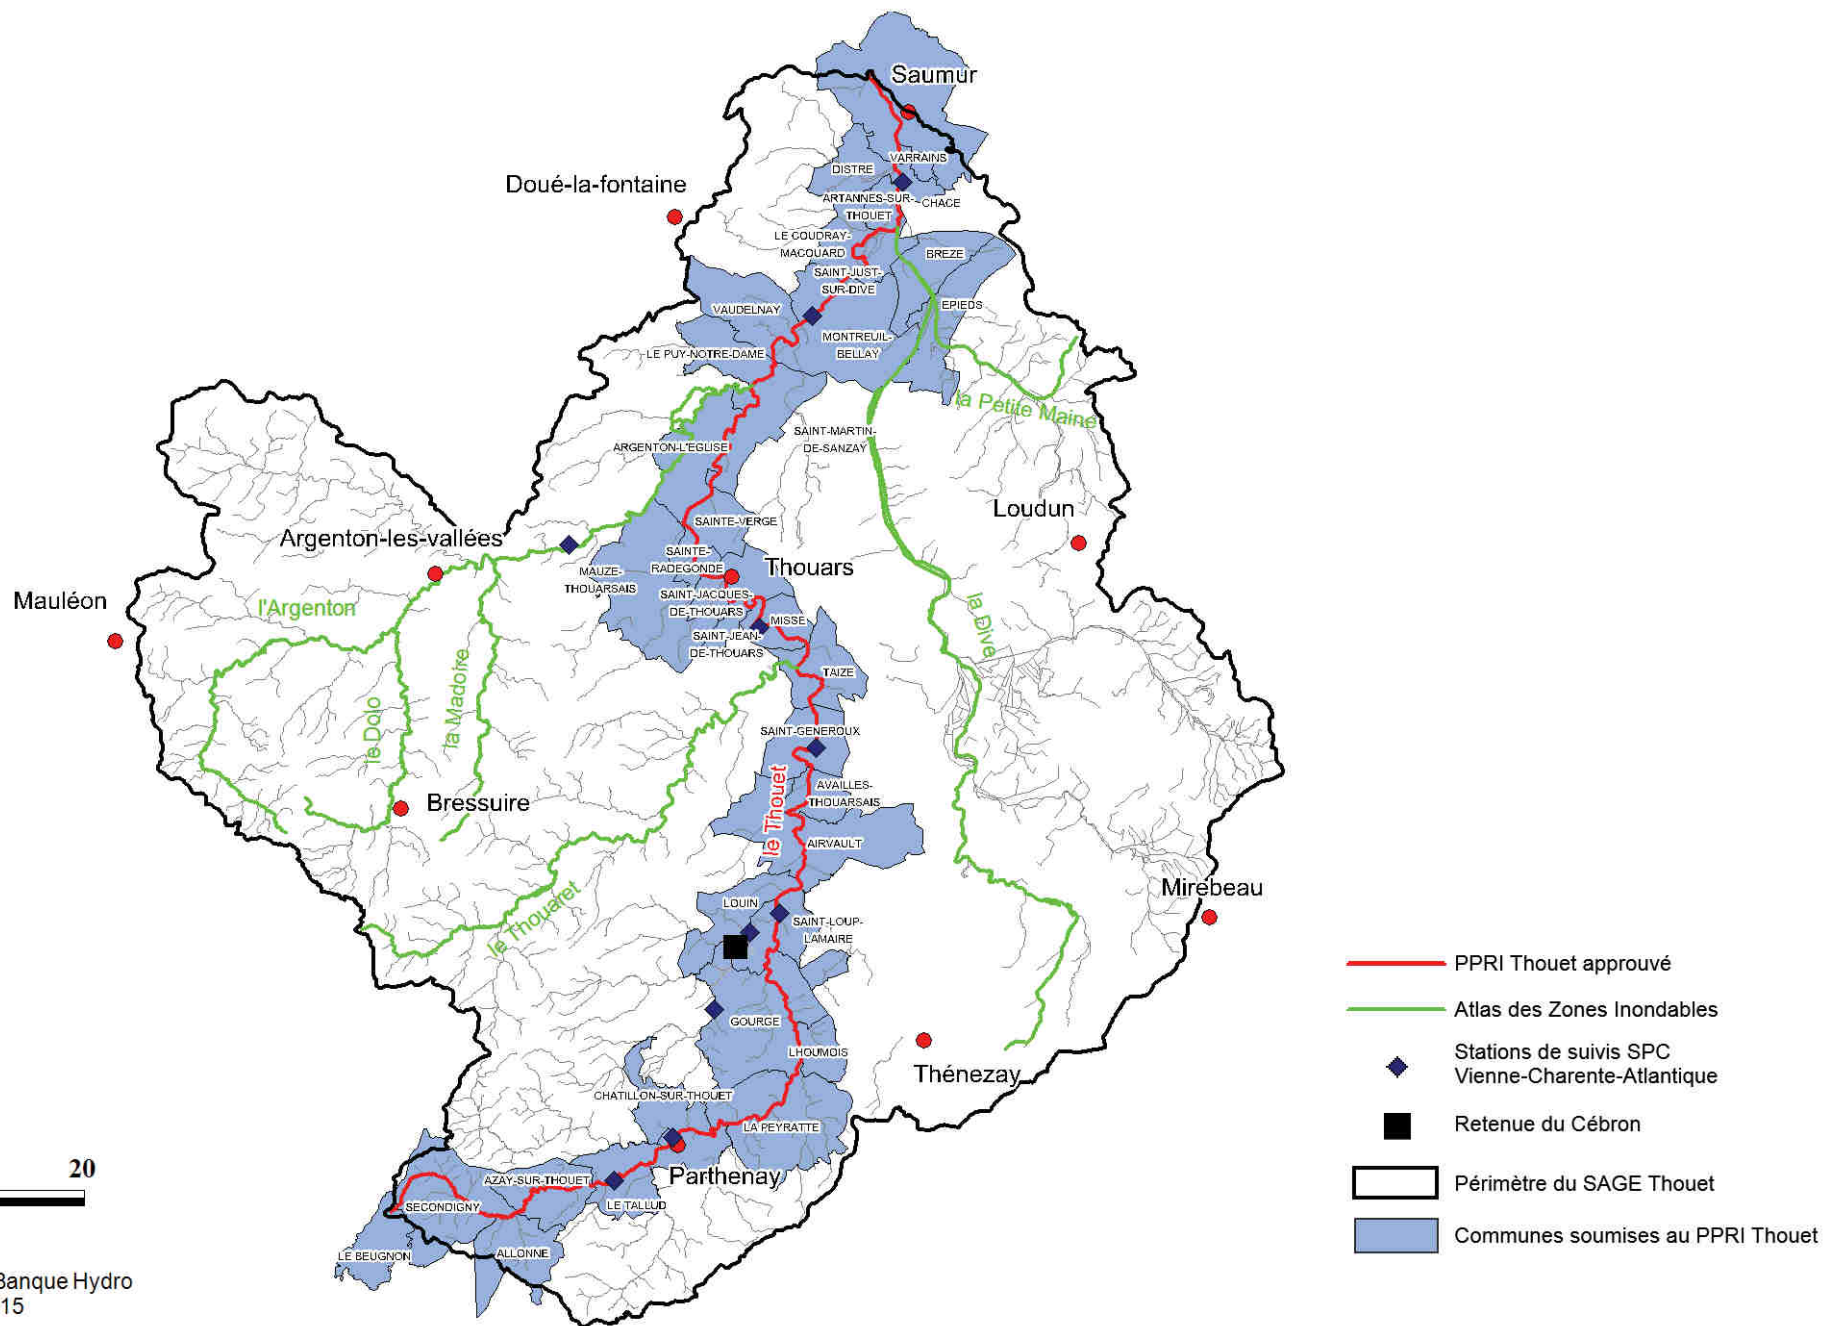 Saumur
VARRAINS
DISTRE
Doué-la-fontaine
ARTANNES-SUR-
THOUET
CHACE
LE COUDRAY-
MACOUARD
BREZE
SAINT-JUST-
SUR-DIVE
EPIEDS
VAUDELNAY
MONTREUIL-
BELLAY
LE PUY-NOTRE-DAME
la Petite Maine
SAINT-MARTIN-
DE-SANZAY
ARGENTON-L'EGLISE
Loudun
SAINTE-VERGE
Argenton-les-vallées
SAINTE-
RADEGONDE
Thouars
MAUZE-
THOUARSAIS
Mauléon
l'Argenton
SAINT-JACQUES-
DE-THOUARS
MISSE
la Dive
SAINT-JEAN-
DE-THOUARS
TAIZE
la Madoire
le Dolo
SAINT-GENEROUX
AVAILLES-
THOUARSAIS
Bressuire
le Thouet
AIRVAULT
Mirebeau
LOUIN
le Thouaret
SAINT-LOUP-
LAMAIRE
PPRI Thouet approuvé
Atlas des Zones Inondables
GOURGE
LHOUMOIS
Stations de suivis SPC
Vienne-Charente-Atlantique
Thénezay
CHATILLON-SUR-THOUET
LA PEYRATTE
Retenue du Cébron
20
Parthenay
AZAY-SUR-THOUET
Périmètre du SAGE Thouet
SECONDIGNY
LE TALLUD
Communes soumises au PPRI Thouet
LE BEUGNON
ALLONNE
Banque Hydro
15